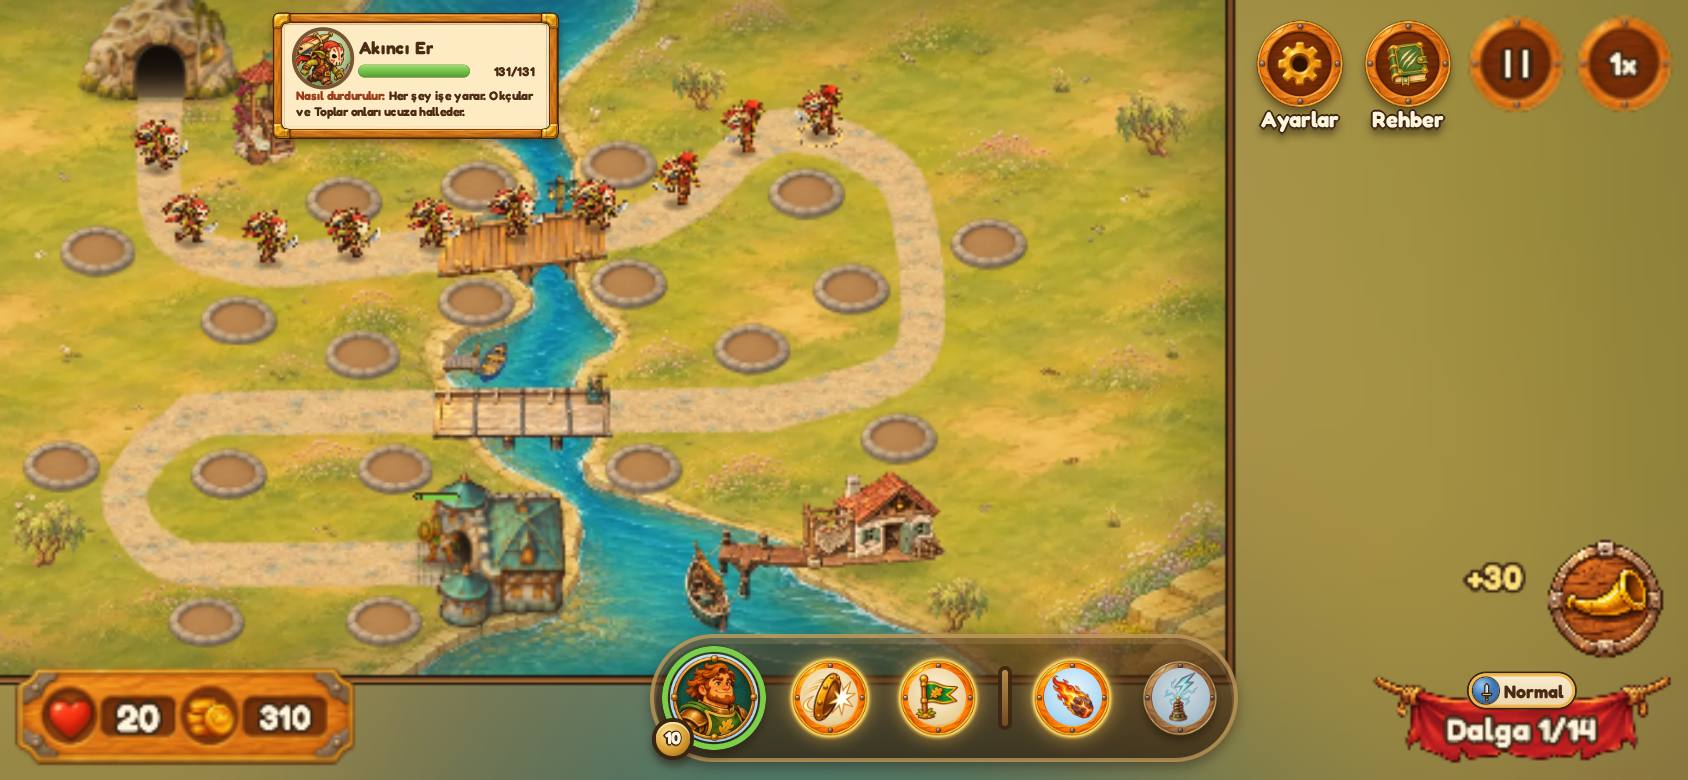 Akıncı Er
131/131
Nasıl durdurulur: Her şey işe yarar. Okçular
ve Toplar onları ucuza halleder.
1x
Ayarlar
Rehber
+30
20
310
10
Normal
Dalga 1/14